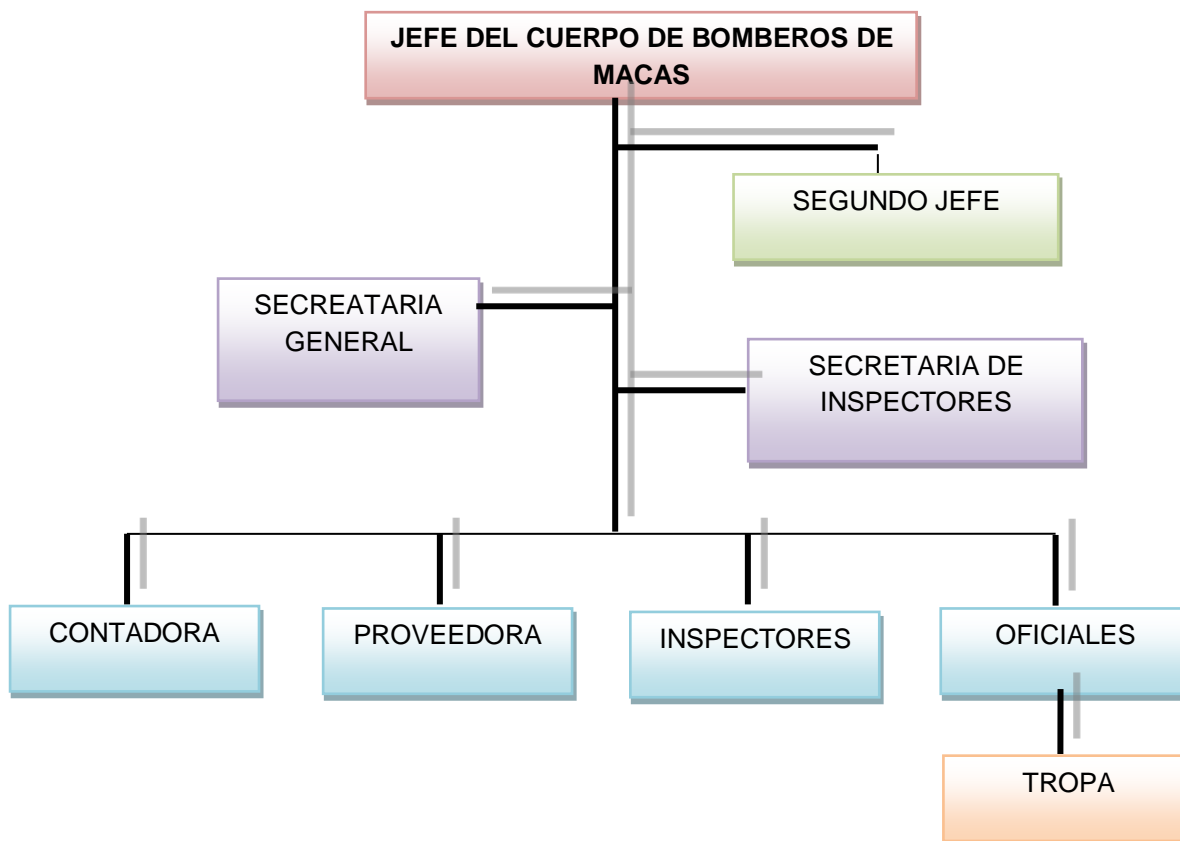 JEFE DEL CUERPO DE BOMBEROS DE
MACAS
SEGUNDO JEFE
SECREATARIA
GENERAL
SECRETARIA DE
INSPECTORES
CONTADORA
PROVEEDORA
INSPECTORES
OFICIALES
TROPA